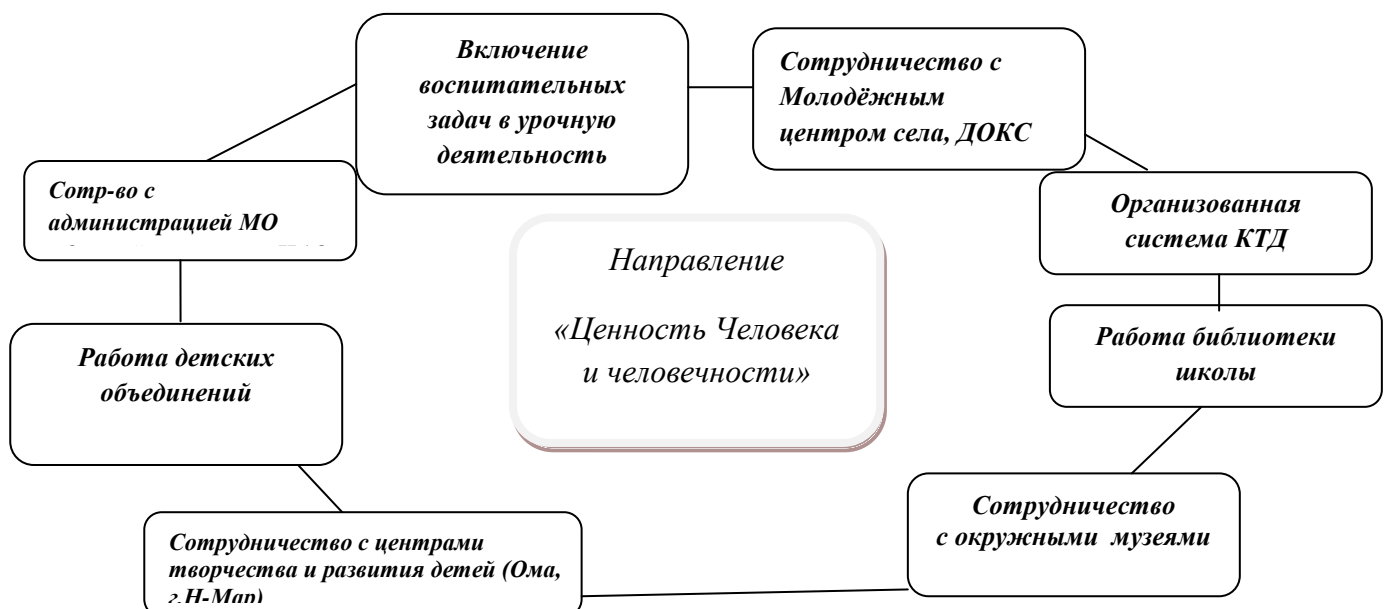 Включение
воспитательных
задач в урочную
деятельность
Сотрудничество с
Молодёжным
центром села, ДОКС
Сотр-во с
администрацией МО
Организованная
система КТД
Направление
«Ценность Человека
и человечности»
Работа детских
объединений
Работа библиотеки
школы
Сотрудничество
с окружными музеями
Сотрудничество с центрами
творчества и развития детей (Ома,
г.Н-Мар)